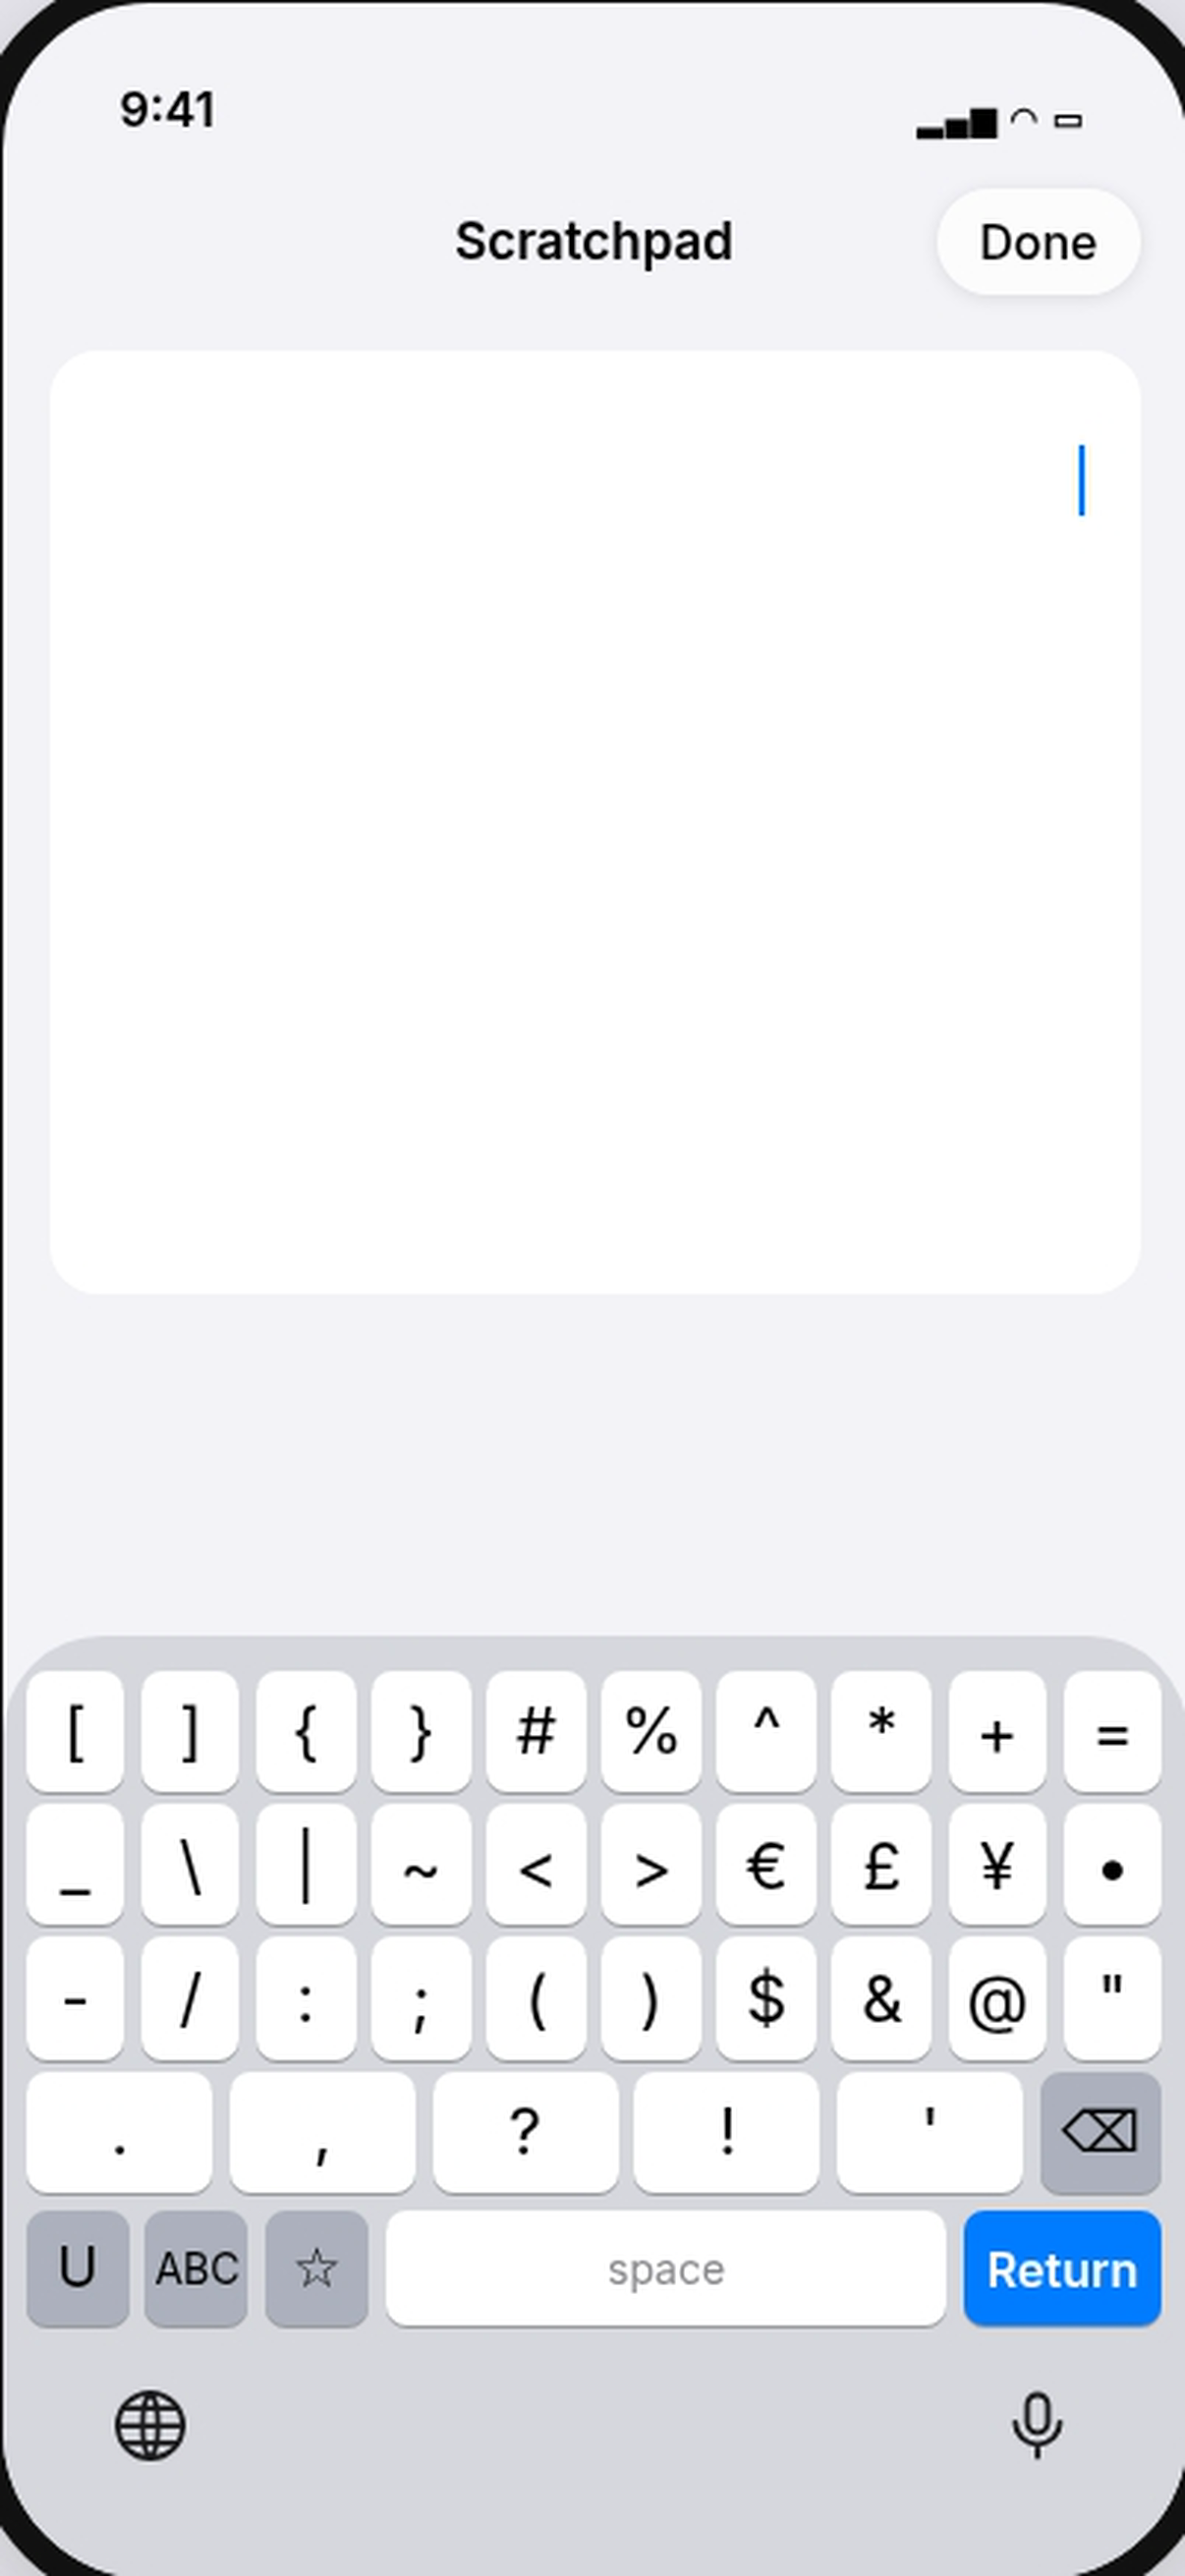 9:41
Scratchpad
Done
[ ] { } # % ^ * + =
_ \ | ~ < > € £ ¥ •
- / : ; ( ) $ & @ "
. , ? ! '
U ABC ☆ space Return